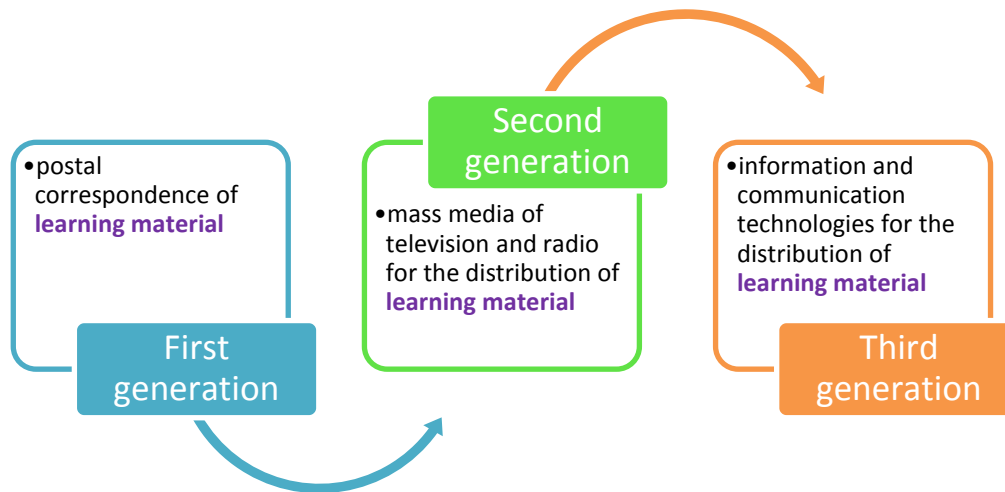 •postal
correspondence of
learning material
First
generation
Second
generation
•mass media of
television and radio
for the distribution of
learning material
•information and
communication
technologies for the
distribution of
learning material
Third
generation